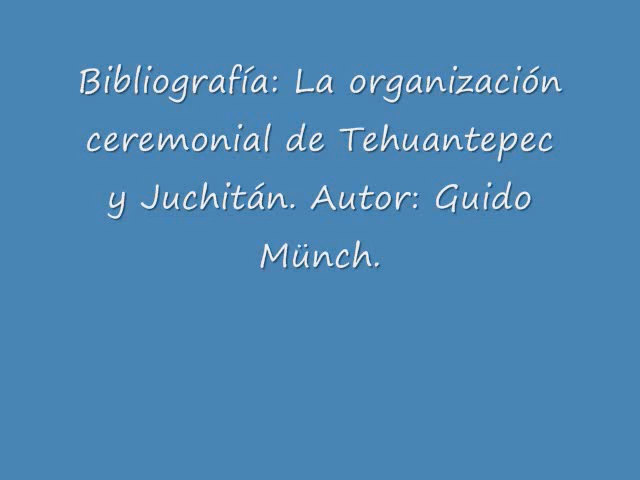 Bibliografía: La organización
ceremonial de Tehuantepec
y Juchitán. Autor: Guido
Münch.